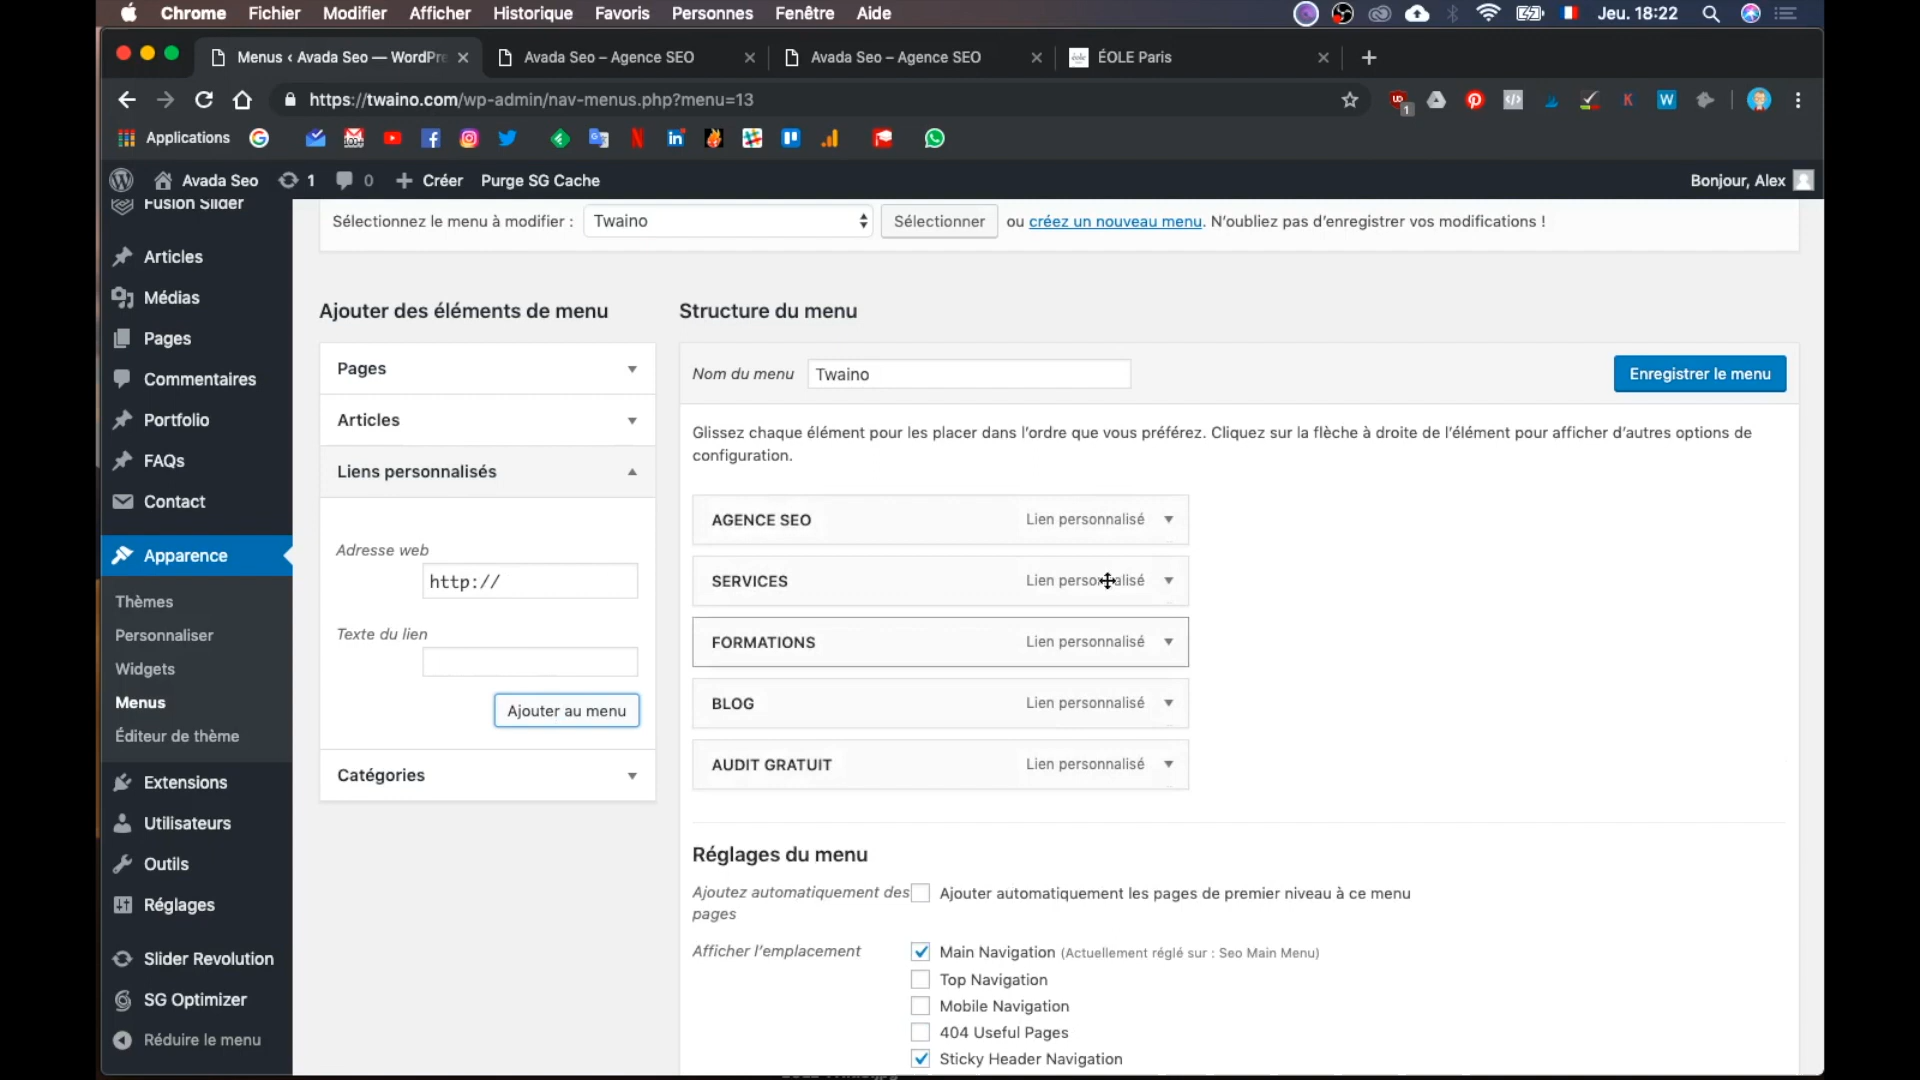 Chrome Fichier Modifier Afficher Historique Favoris Personnes Fenêtre Aide Jeu. 18:22
Menus ‹ Avada Seo — WordPre
Avada Seo – Agence SEO
Avada Seo – Agence SEO
ÉOLE Paris
https://twaino.com/wp-admin/nav-menus.php?menu=13
Applications
Avada Seo 1 0 Créer Purge SG Cache Bonjour, Alex
Fusion Slider
Articles
Médias
Pages
Commentaires
Portfolio
FAQs
Contact
Apparence
Thèmes
Personnaliser
Widgets
Menus
Éditeur de thème
Extensions
Utilisateurs
Outils
Réglages
Slider Revolution
SG Optimizer
Réduire le menu
Sélectionnez le menu à modifier : Twaino Sélectionner ou créez un nouveau menu. N'oubliez pas d'enregistrer vos modifications !
Ajouter des éléments de menu
Pages
Articles
Liens personnalisés
Adresse web
http://
Texte du lien
Ajouter au menu
Catégories
Structure du menu
Nom du menu Twaino Enregistrer le menu
Glissez chaque élément pour les placer dans l'ordre que vous préférez. Cliquez sur la flèche à droite de l'élément pour afficher d'autres options de
configuration.
AGENCE SEO Lien personnalisé
SERVICES Lien personnalisé
FORMATIONS Lien personnalisé
BLOG Lien personnalisé
AUDIT GRATUIT Lien personnalisé
Réglages du menu
Ajoutez automatiquement des
pages
Ajouter automatiquement les pages de premier niveau à ce menu
Afficher l'emplacement
Main Navigation (Actuellement réglé sur : Seo Main Menu)
Top Navigation
Mobile Navigation
404 Useful Pages
Sticky Header Navigation